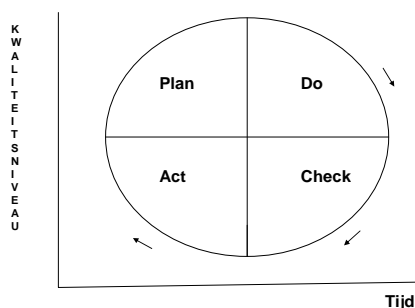 KWALITEITSNIVEAU
Plan
Do
Act
Check
Tijd